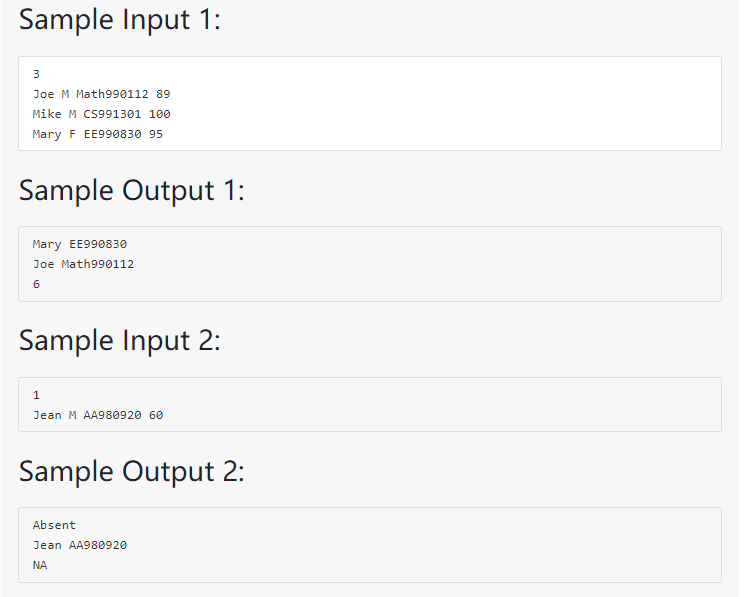 Sample Input 1:
3
Joe M Math990112 89
Mike M CS991301 100
Mary F EE990830 95
Sample Output 1:
Mary EE990830
Joe Math990112
6
Sample Input 2:
1
Jean M AA980920 60
Sample Output 2:
Absent
Jean AA980920
NA